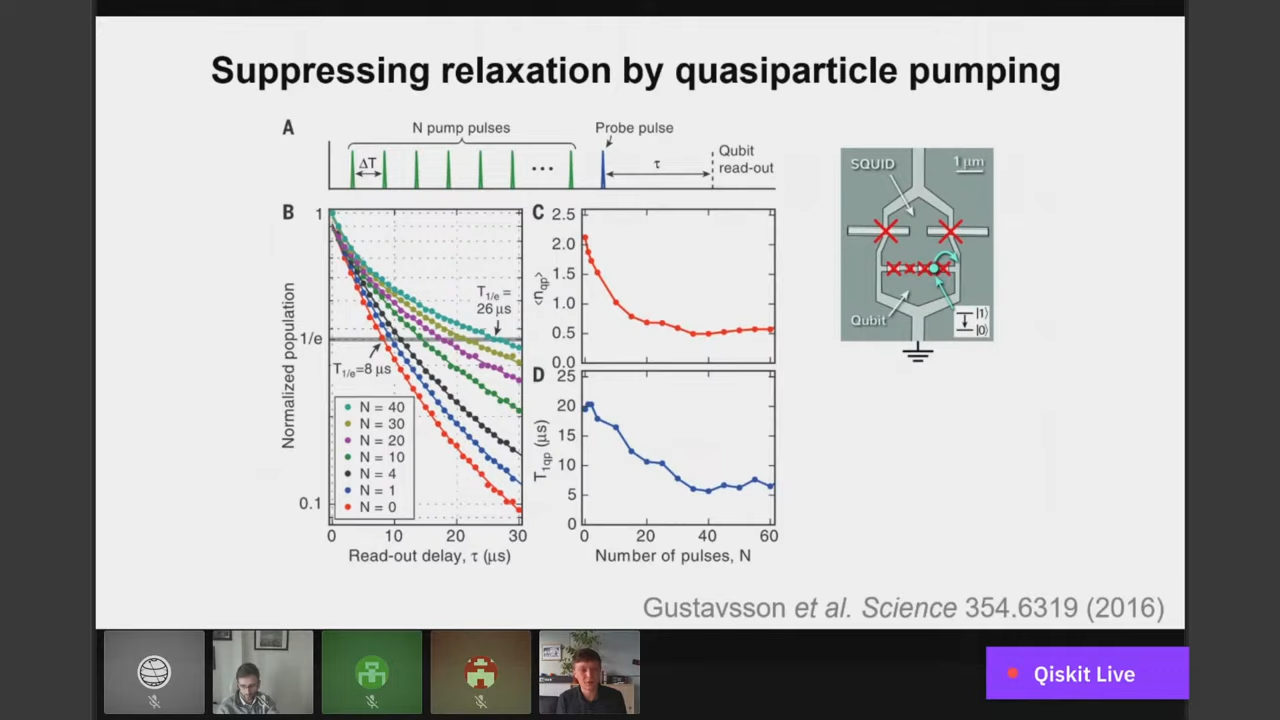 Suppressing relaxation by quasiparticle pumping
A
N pump pulses
Probe pulse
ΔT
...
τ
Qubit
read-out
B
1
1/e
0.1
Normalized population
T1/e =
26 μs
T1/e=8 μs
N = 40
N = 30
N = 20
N = 10
N = 4
N = 1
N = 0
0 10 20 30
Read-out delay, τ (μs)
C
2.5
2.0
1.5
1.0
0.5
0.0
<nqp>
D
25
20
15
10
5
0
T1qp (μs)
0 20 40 60
Number of pulses, N
SQUID
1 μm
Qubit
|1⟩
|0⟩
Gustavsson et al. Science 354.6319 (2016)
Qiskit Live